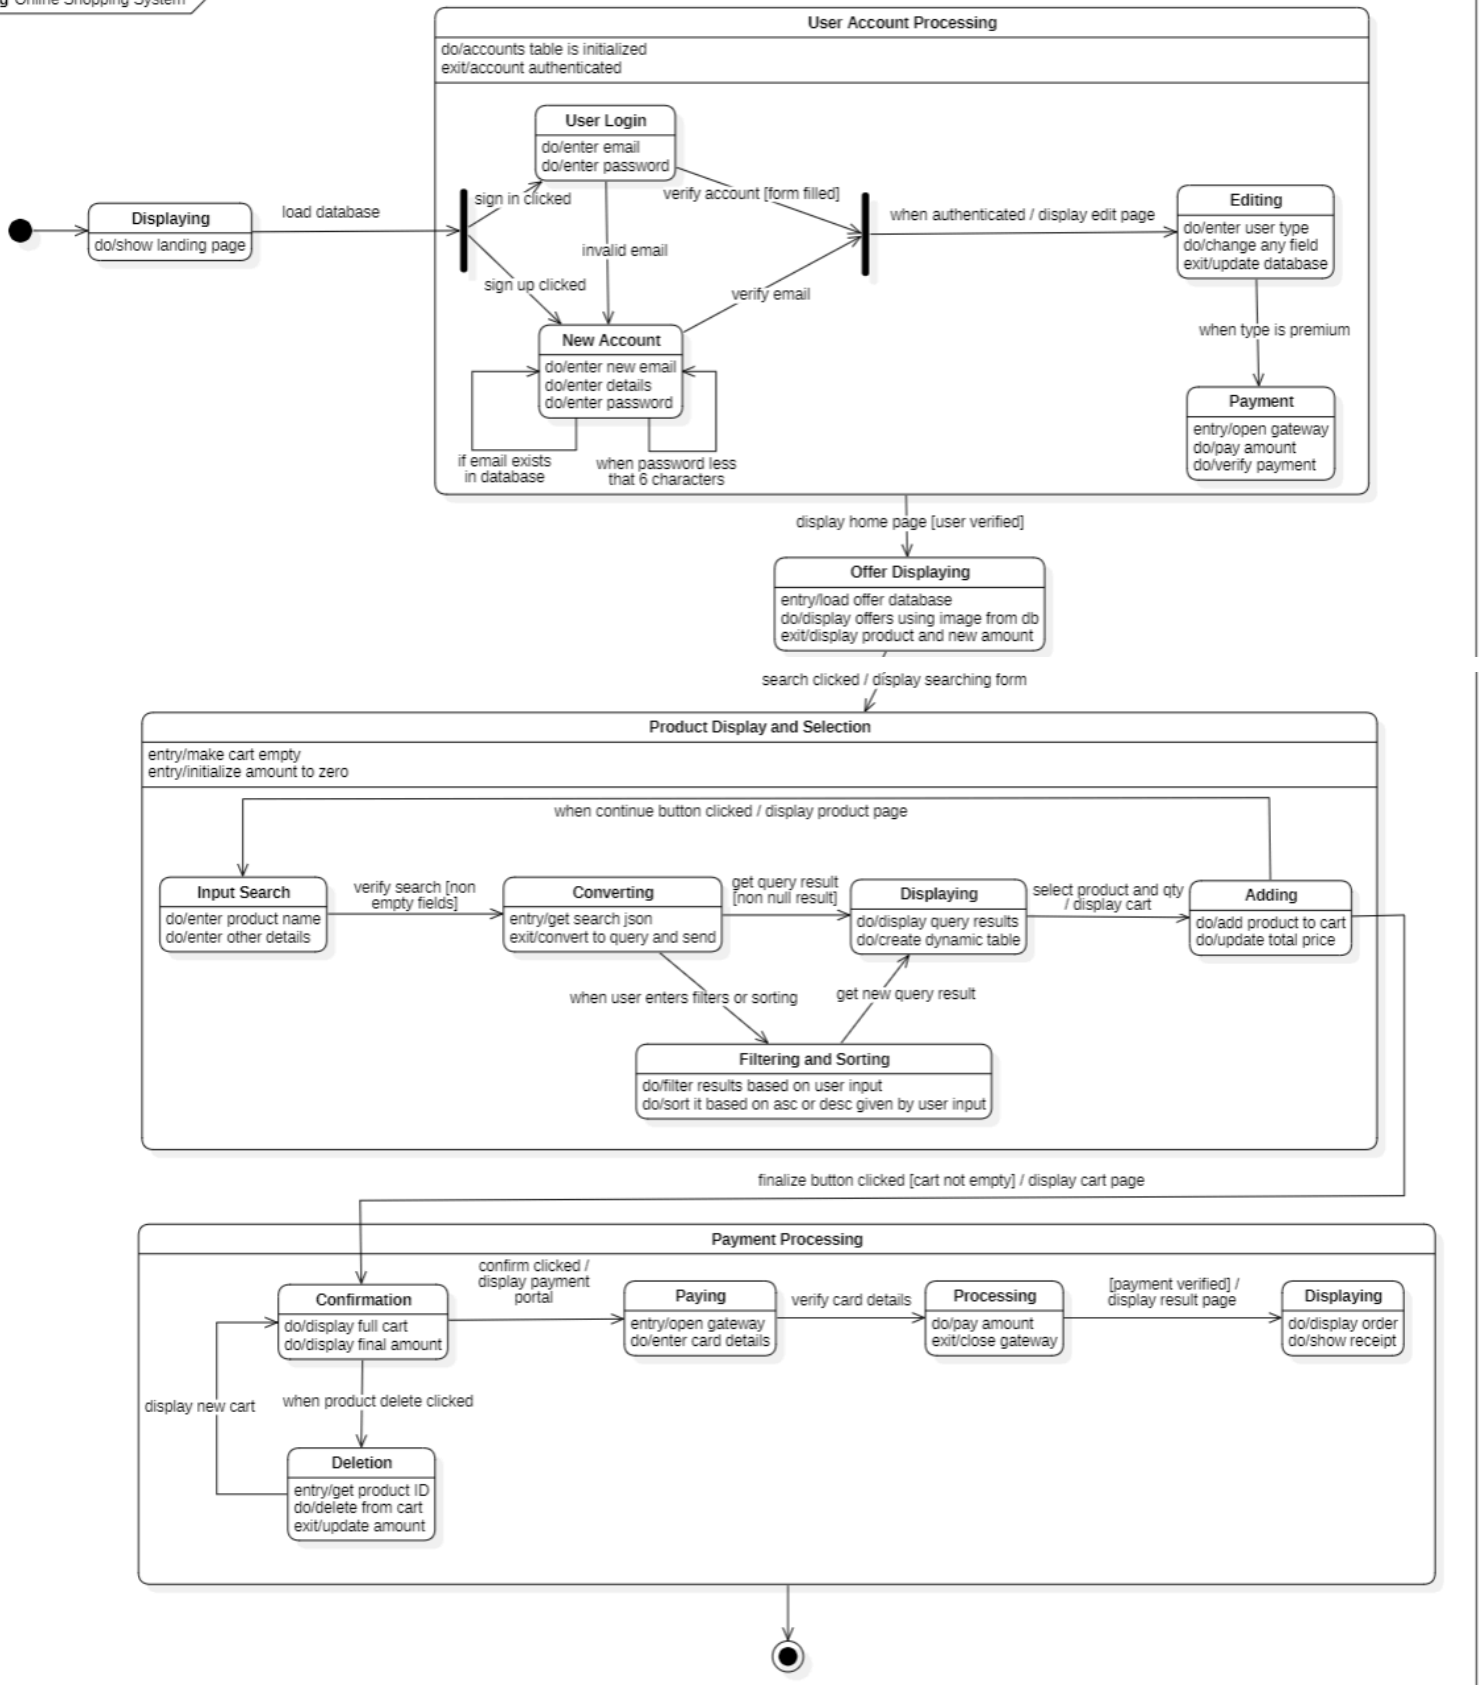 Online Shopping System
User Account Processing
do/accounts table is initialized
exit/account authenticated
User Login
do/enter email
do/enter password
sign in clicked
verify account [form filled]
Displaying
do/show landing page
load database
invalid email
sign up clicked
verify email
when authenticated / display edit page
Editing
do/enter user type
do/change any field
exit/update database
New Account
do/enter new email
do/enter details
do/enter password
when type is premium
Payment
entry/open gateway
do/pay amount
do/verify payment
if email exists
in database
when password less
that 6 characters
display home page [user verified]
Offer Displaying
entry/load offer database
do/display offers using image from db
exit/display product and new amount
search clicked / display searching form
Product Display and Selection
entry/make cart empty
entry/initialize amount to zero
when continue button clicked / display product page
Input Search
do/enter product name
do/enter other details
verify search [non
empty fields]
Converting
entry/get search json
exit/convert to query and send
get query result
[non null result]
Displaying
do/display query results
do/create dynamic table
select product and qty
/ display cart
Adding
do/add product to cart
do/update total price
when user enters filters or sorting
get new query result
Filtering and Sorting
do/filter results based on user input
do/sort it based on asc or desc given by user input
finalize button clicked [cart not empty] / display cart page
Payment Processing
Confirmation
do/display full cart
do/display final amount
confirm clicked /
display payment
portal
Paying
entry/open gateway
do/enter card details
verify card details
Processing
do/pay amount
exit/close gateway
[payment verified] /
display result page
Displaying
do/display order
do/show receipt
display new cart
when product delete clicked
Deletion
entry/get product ID
do/delete from cart
exit/update amount